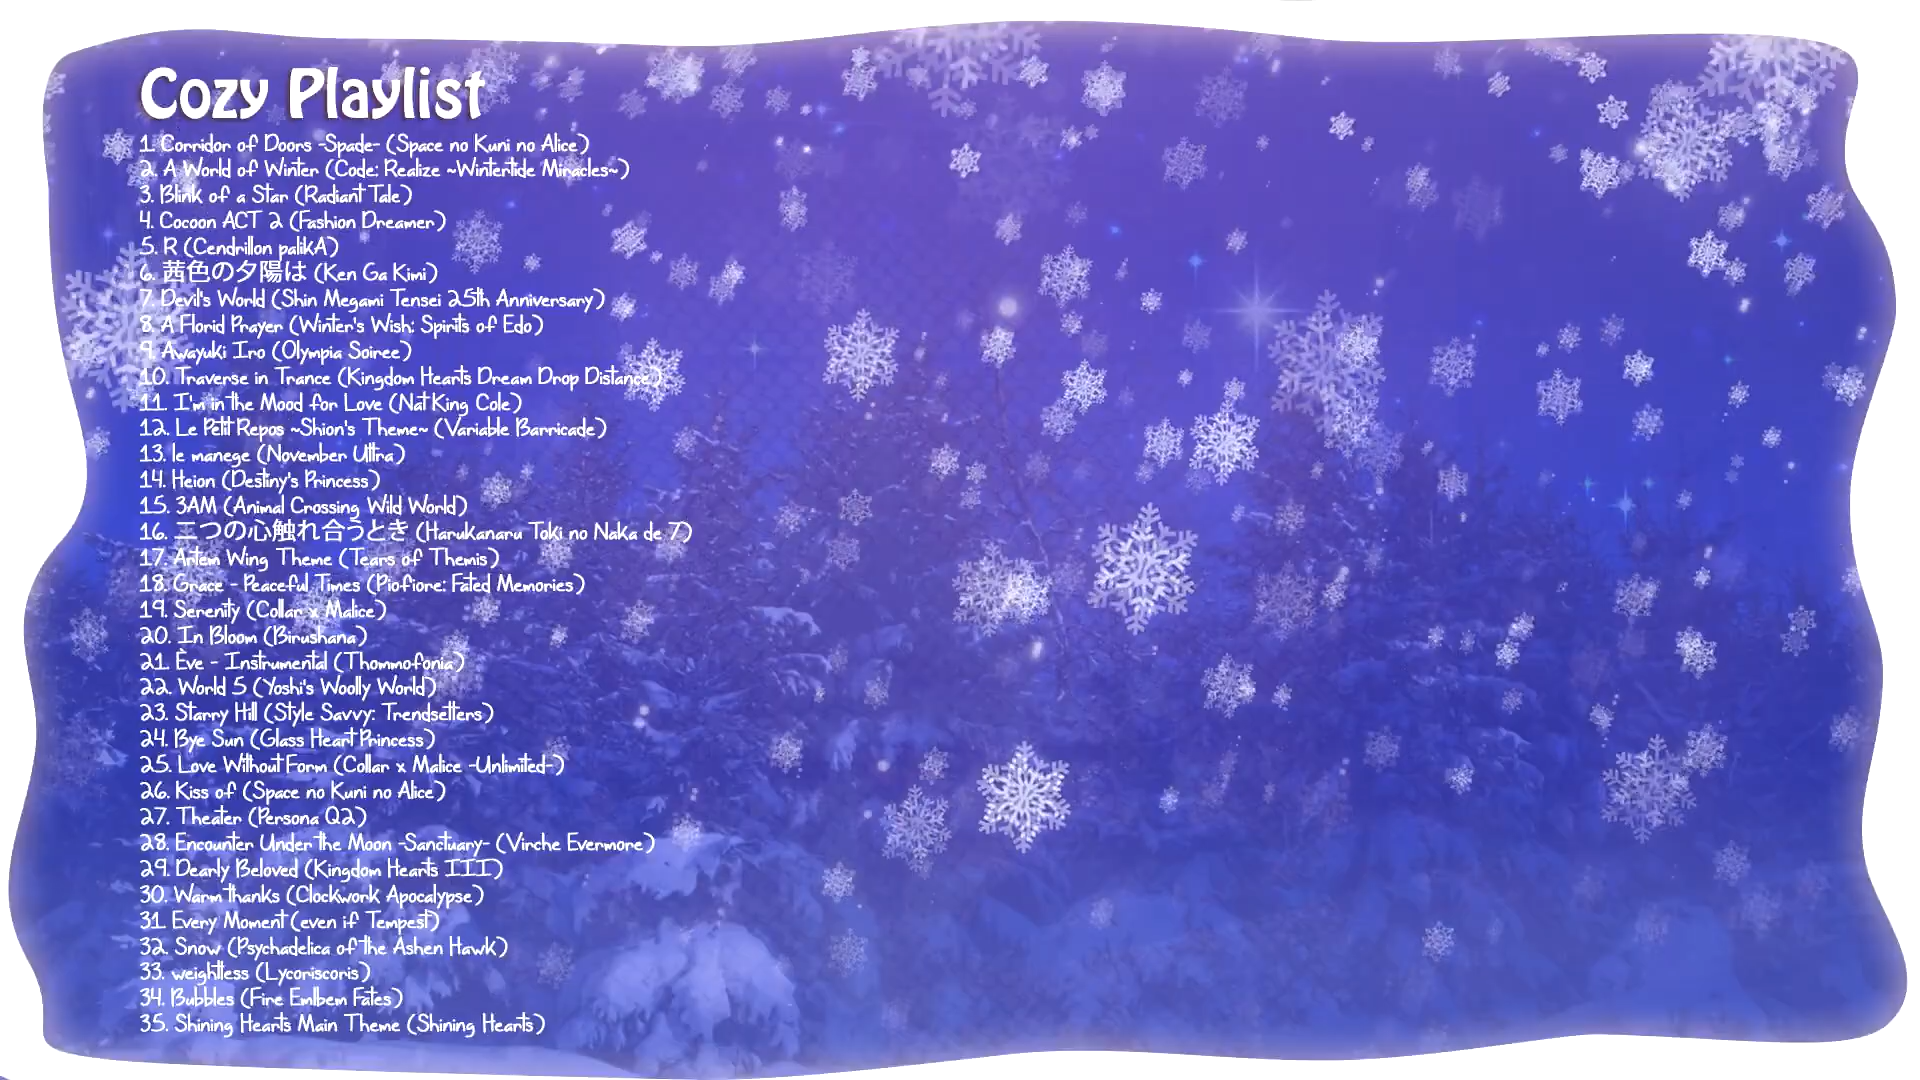 Cozy Playlist
1. Corridor of Doors -Spade- (Space no Kuni no Alice)
2. A World of Winter (Code: Realize ~Wintertide Miracles~)
3. Blink of a Star (Radiant Tale)
4. Cocoon ACT 2 (Fashion Dreamer)
5. R (Cendrillon palikA)
6. 茜色の夕陽は (Ken Ga Kimi)
7. Devil's World (Shin Megami Tensei 25th Anniversary)
8. A Florid Prayer (Winter's Wish: Spirits of Edo)
9. Awayuki Iro (Olympia Soiree)
10. Traverse in Trance (Kingdom Hearts Dream Drop Distance)
11. I'm in the Mood for Love (Nat King Cole)
12. Le Petit Repos ~Shion's Theme~ (Variable Barricade)
13. le manege (November Ultra)
14. Heion (Destiny's Princess)
15. 3AM (Animal Crossing Wild World)
16. 二つの心触れ合うとき (Harukanaru Toki no Naka de 7)
17. Artem Wing Theme (Tears of Themis)
18. Grace - Peaceful Times (Piofiore: Fated Memories)
19. Serenity (Collar x Malice)
20. In Bloom (Birushana)
21. Ève - Instrumental (Thommofonia)
22. World 5 (Yoshi's Woolly World)
23. Starry Hill (Style Savvy: Trendsetters)
24. Bye Sun (Glass Heart Princess)
25. Love Without Form (Collar x Malice -Unlimited-)
26. Kiss of (Space no Kuni no Alice)
27. Theater (Persona Q2)
28. Encounter Under the Moon -Sanctuary- (Virche Evermore)
29. Dearly Beloved (Kingdom Hearts III)
30. Warm thanks (Clockwork Apocalypse)
31. Every Moment (even if Tempest)
32. Snow (Psychadelica of the Ashen Hawk)
33. weightless (Lycoriscoris)
34. Bubbles (Fire Emlbem Fates)
35. Shining Hearts Main Theme (Shining Hearts)